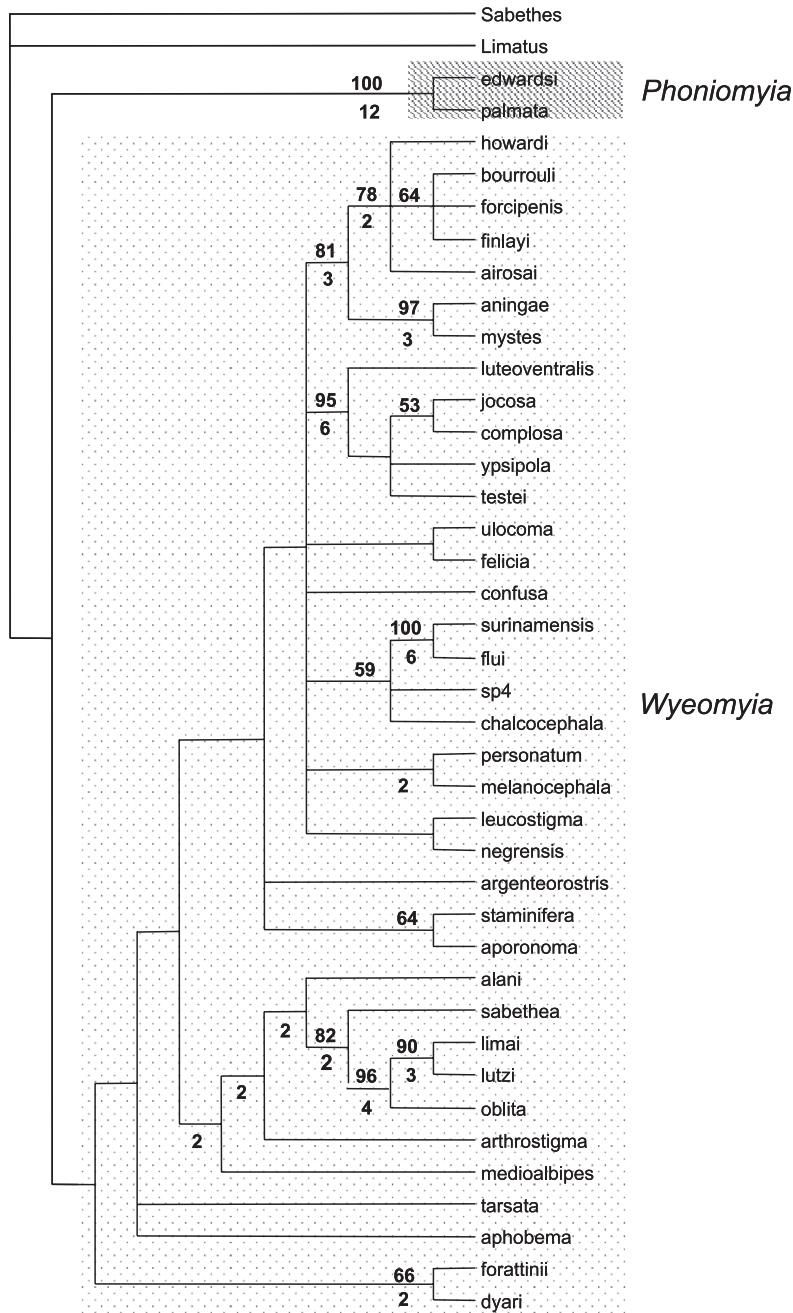 Sabethes
Limatus
100
edwardsi
Phoniomyia
12
palmata
howardi
bourrouli
78
64
forcipenis
2
finlayi
81
airosai
3
97
aningae
3
mystes
luteoventralis
95
53
jocosa
6
complosa
ypsipola
testei
ulocoma
felicia
confusa
100
surinamensis
6
flui
59
sp4
Wyeomyia
chalcocephala
personatum
2
melanocephala
leucostigma
negrensis
argenteorostris
64
staminifera
aporonoma
alani
2
sabethea
82
2
90
limai
3
lutzi
96
4
oblita
2
arthrostigma
2
medioalbipes
tarsata
aphobema
66
forattinii
2
dyari